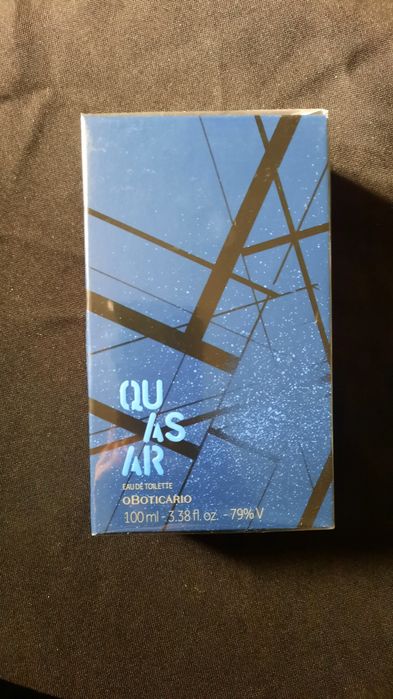 QU
AS
AR
EAU DE TOILETTE
oBOTICÁRIO
100 ml - 3.38 fl. oz. - 79% V